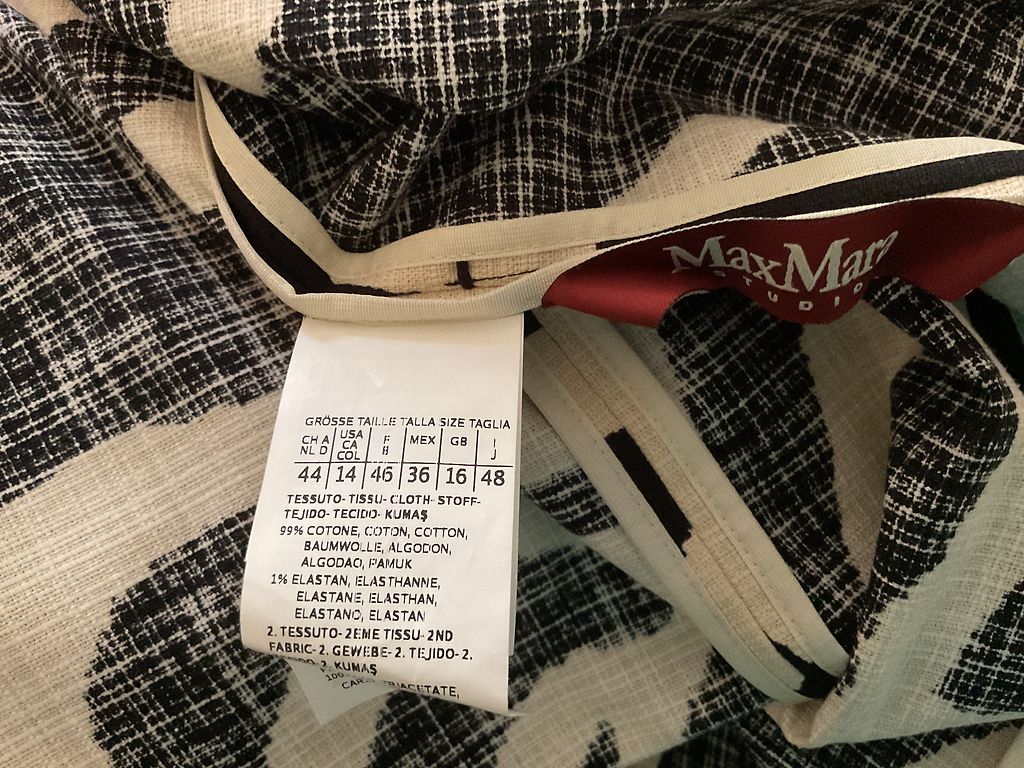 MaxMara
STUDIO
GRÖSSE TAILLE TALLA SIZE TAGLIA
CH A NL D USA CA COL F B MEX GB I J
44 14 46 36 16 48
TESSUTO- TISSU- CLOTH- STOFF-
TEJIDO- TECIDO- KUMAŞ
99% COTONE, COTON, COTTON,
BAUMWOLLE, ALGODON,
ALGODAO, PAMUK
1% ELASTAN, ELASTHANNE,
ELASTANE, ELASTHAN,
ELASTANO, ELASTAN
2. TESSUTO- 2EME TISSU- 2ND
FABRIC- 2. GEWEBE- 2. TEJIDO- 2.
2. KUMAŞ